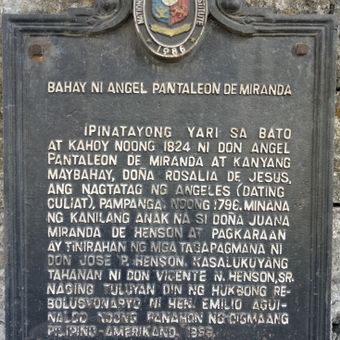 1986
BAHAY NI ANGEL PANTALEON DE MIRANDA
IPINATAYONG YARI SA BATO
AT KAHOY NOONG 1824 NI DON ANGEL
PANTALEON DE MIRANDA AT KANYANG
MAYBAHAY, DOÑA ROSALIA DE JESUS,
ANG NAGTATAG NG ANGELES (DATING
CULIAT), PAMPANGA, NOONG 1796. MINANA
NG KANILANG ANAK NA SI DOÑA JUANA
MIRANDA DE HENSON AT PAGKARAAN
AY TINIRAHAN NG MGA TAGAPAGMANA NI
DON JOSE P. HENSON. KASALUKUYANG
TAHANAN NI DON VICENTE N. HENSON, SR.
NAGING TULUYAN DIN NG HUKBONG RE-
BOLUSYONARYO NI HEN. EMILIO AGUI-
NALDO NOONG PANAHON NG DIGMAANG
PILIPINO-AMERIKANO,